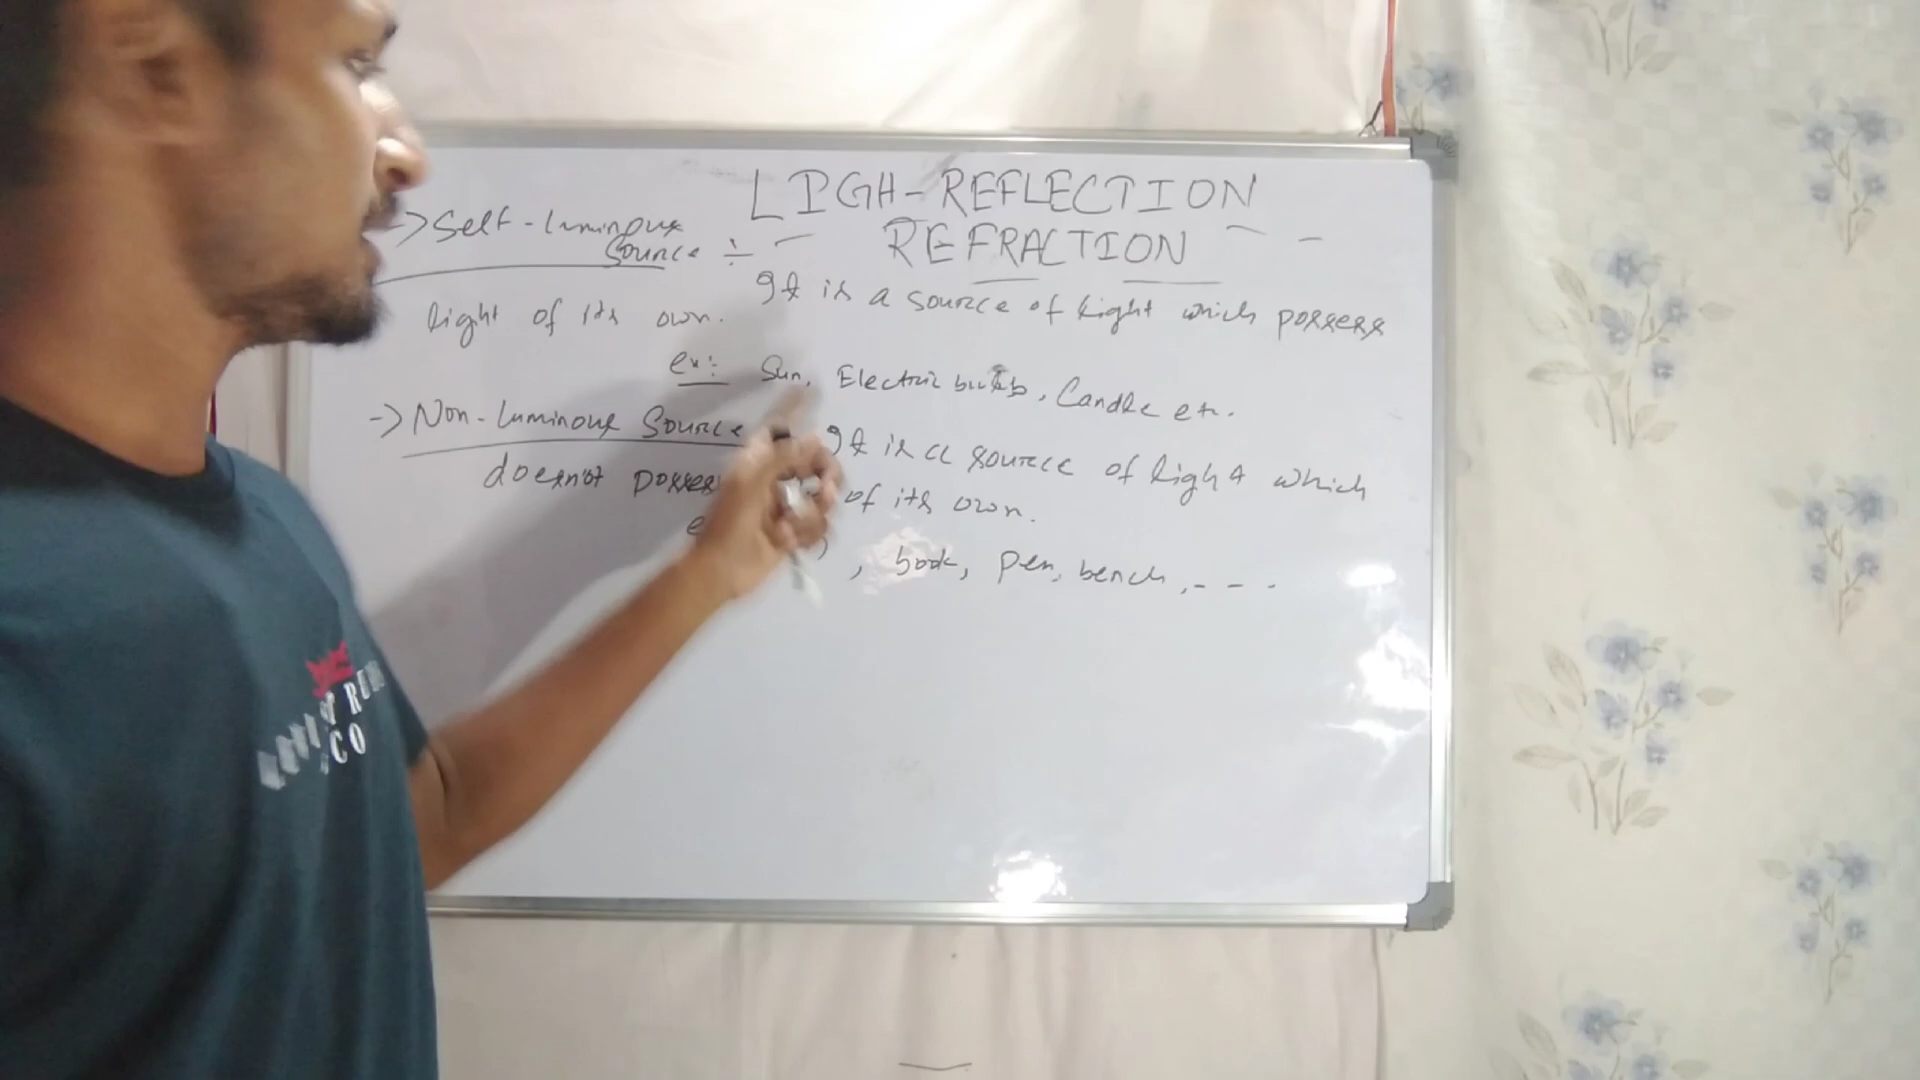 LIGH-REFLECTION
REFRACTION
-> Self-luminous
Source ÷
It is a source of light which possess
light of its own.
ex: Sun, Electric bulb, Candle etc.
-> Non-luminous Source
It is a source of light which
doesnot possess of its own.
, book, pen, bench, - - -
RU
CO